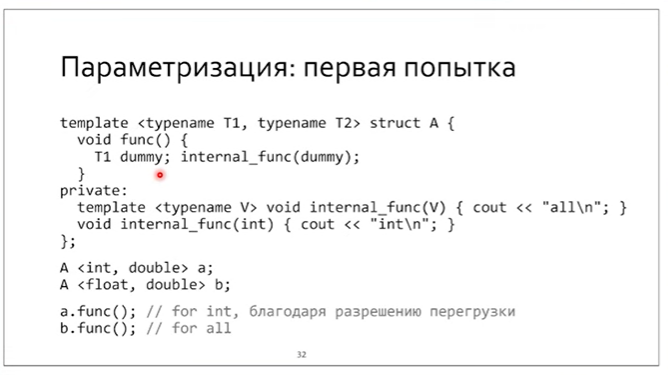 Параметризация: первая попытка
template <typename T1, typename T2> struct A {
  void func() {
    T1 dummy; internal_func(dummy);
  }
private:
  template <typename V> void internal_func(V) { cout << "all\n"; }
  void internal_func(int) { cout << "int\n"; }
};
A <int, double> a;
A <float, double> b;
a.func(); // for int, благодаря разрешению перегрузки
b.func(); // for all
32